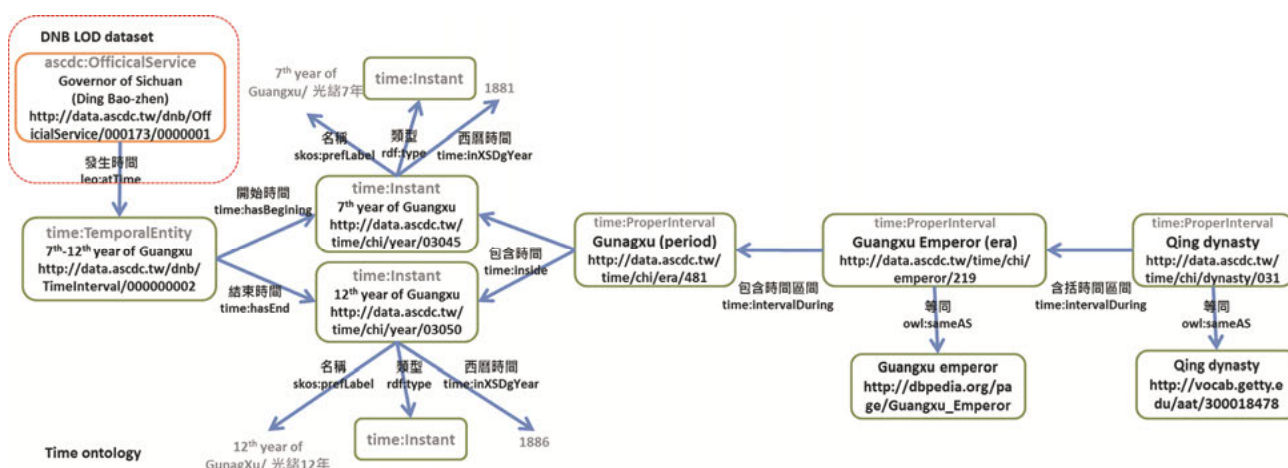 DNB LOD dataset
ascdc:OfficicalService
Governor of Sichuan
(Ding Bao-zhen)
http://data.ascdc.tw/dnb/Off
icialService/000173/0000001
發生時間
leo:atTime
time:TemporalEntity
7th-12th year of Guangxu
http://data.ascdc.tw/dnb/
TimeInterval/000000002
開始時間
time:hasBegining
結束時間
time:hasEnd
7th year of
Guangxu/ 光緒7年
time:Instant
1881
名稱
skos:prefLabel
類型
rdf:type
西曆時間
time:inXSDgYear
time:Instant
7th year of Guangxu
http://data.ascdc.tw/
time/chi/year/03045
time:Instant
12th year of Guangxu
http://data.ascdc.tw/
time/chi/year/03050
名稱
skos:prefLabel
類型
rdf:type
西曆時間
time:inXSDgYear
12th year of
GunagXu/ 光緒12年
time:Instant
1886
包含時間
time:inside
time:ProperInterval
Gunagxu (period)
http://data.ascdc.tw/
time/chi/era/481
包含時間區間
time:intervalDuring
time:ProperInterval
Guangxu Emperor (era)
http://data.ascdc.tw/time/chi/
emperor/219
含括時間區間
time:intervalDuring
time:ProperInterval
Qing dynasty
http://data.ascdc.tw/
time/chi/dynasty/031
等同
owl:sameAS
等同
owl:sameAS
Guangxu emperor
http://dbpedia.org/pa
ge/Guangxu_Emperor
Qing dynasty
http://vocab.getty.e
du/aat/300018478
Time ontology